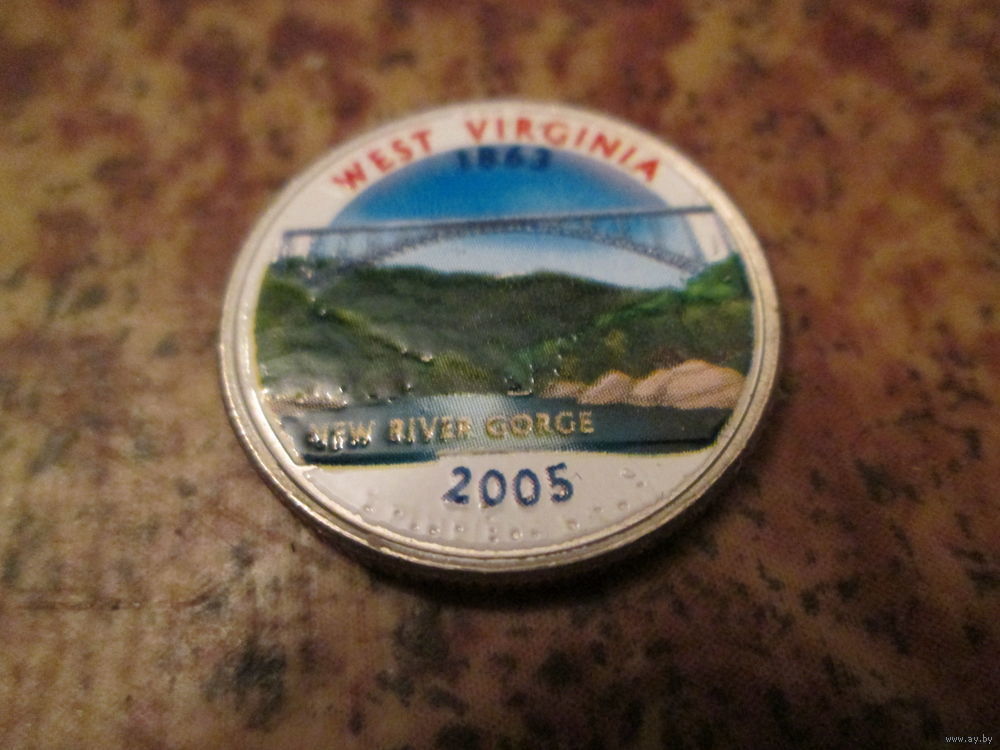 WEST VIRGINIA
1863
NEW RIVER GORGE
2005
www.ay.by